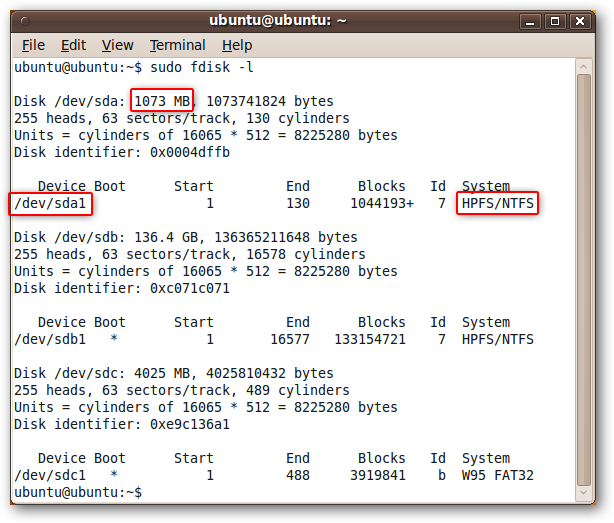 ubuntu@ubuntu: ~
File Edit View Terminal Help
ubuntu@ubuntu:~$ sudo fdisk -l
Disk /dev/sda: 1073 MB, 1073741824 bytes
255 heads, 63 sectors/track, 130 cylinders
Units = cylinders of 16065 * 512 = 8225280 bytes
Disk identifier: 0x0004dffb
Device Boot Start End Blocks Id System
/dev/sda1 1 130 1044193+ 7 HPFS/NTFS
Disk /dev/sdb: 136.4 GB, 136365211648 bytes
255 heads, 63 sectors/track, 16578 cylinders
Units = cylinders of 16065 * 512 = 8225280 bytes
Disk identifier: 0xc071c071
Device Boot Start End Blocks Id System
/dev/sdb1 * 1 16577 133154721 7 HPFS/NTFS
Disk /dev/sdc: 4025 MB, 4025810432 bytes
255 heads, 63 sectors/track, 489 cylinders
Units = cylinders of 16065 * 512 = 8225280 bytes
Disk identifier: 0xe9c136a1
Device Boot Start End Blocks Id System
/dev/sdc1 * 1 488 3919841 b W95 FAT32
ubuntu@ubuntu:~$